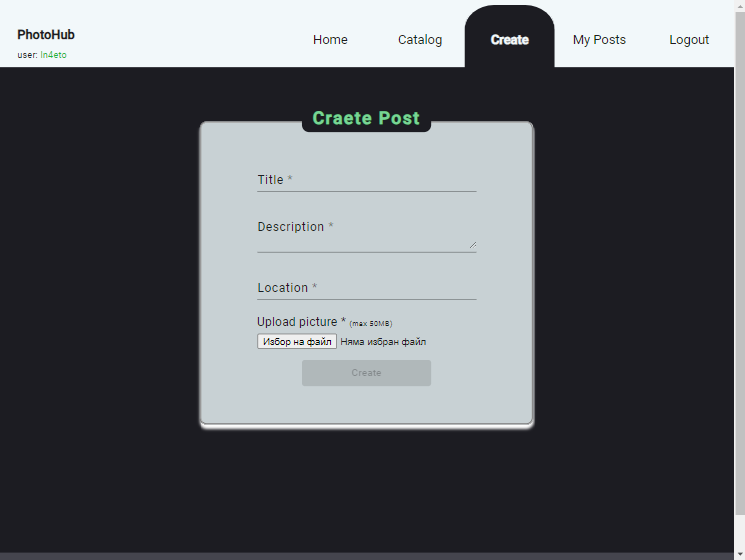 PhotoHub
user: In4eto
Home Catalog Create My Posts Logout
Craete Post
Title *
Description *
Location *
Upload picture * (max 50MB)
Избор на файл Няма избран файл
Create